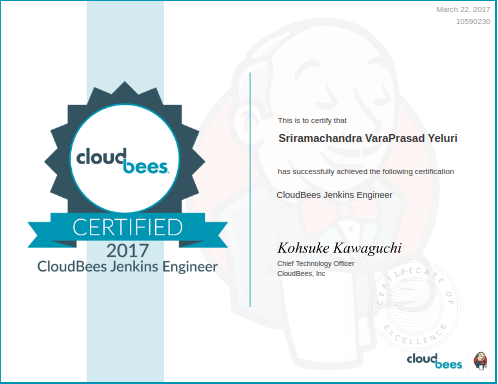 March 22, 2017
10590230
This is to certify that
Sriramachandra VaraPrasad Yeluri
has successfully achieved the following certification
CloudBees Jenkins Engineer
cloudbees.
CERTIFIED
2017
CloudBees Jenkins Engineer
Kohsuke Kawaguchi
Chief Technology Officer
CloudBees, Inc
CERTIFICATE OF
EXCELLENCE
cloudbees.